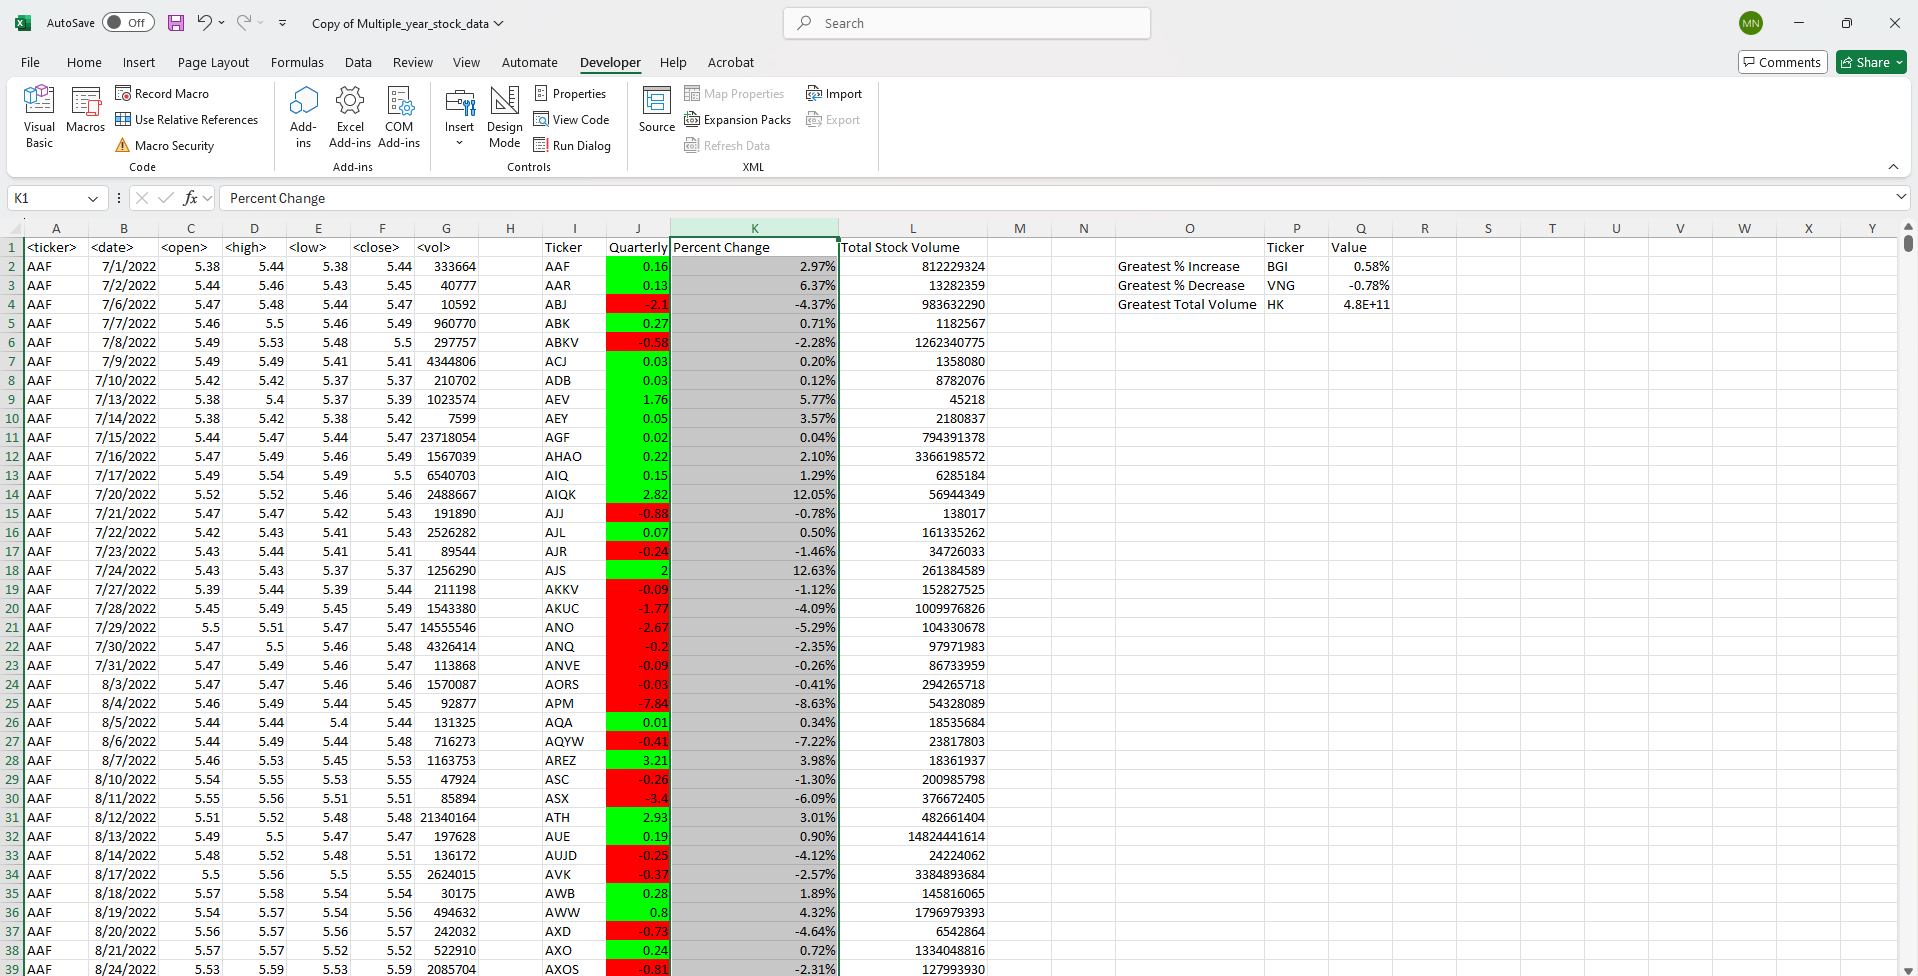 AutoSave Off Copy of Multiple_year_stock_data Search MN
File Home Insert Page Layout Formulas Data Review View Automate Developer Help Acrobat Comments Share
Visual Basic
Macros
Record Macro
Use Relative References
Macro Security
Code
Add-ins
Excel Add-ins
COM Add-ins
Add-ins
Insert
Design Mode
Properties
View Code
Run Dialog
Controls
Source
Map Properties
Expansion Packs
Refresh Data
Import
Export
XML
K1 fx Percent Change
A B C D E F G H I J K L M N O P Q R S T U V W X Y
1 <ticker> <date> <open> <high> <low> <close> <vol> Ticker Quarterly Percent Change Total Stock Volume Ticker Value
2 AAF 7/1/2022 5.38 5.44 5.38 5.44 333664 AAF 0.16 2.97% 812229324 Greatest % Increase BGI 0.58%
3 AAF 7/2/2022 5.44 5.46 5.43 5.45 40777 AAR 0.13 6.37% 13282359 Greatest % Decrease VNG -0.78%
4 AAF 7/6/2022 5.47 5.48 5.44 5.47 10592 ABJ -2.1 -4.37% 983632290 Greatest Total Volume HK 4.8E+11
5 AAF 7/7/2022 5.46 5.5 5.46 5.49 960770 ABK 0.27 0.71% 1182567
6 AAF 7/8/2022 5.49 5.53 5.48 5.5 297757 ABKV -0.58 -2.28% 1262340775
7 AAF 7/9/2022 5.49 5.49 5.41 5.41 4344806 ACJ 0.03 0.20% 1358080
8 AAF 7/10/2022 5.42 5.42 5.37 5.37 210702 ADB 0.03 0.12% 8782076
9 AAF 7/13/2022 5.38 5.4 5.37 5.39 1023574 AEV 1.76 5.77% 45218
10 AAF 7/14/2022 5.38 5.42 5.38 5.42 7599 AEY 0.05 3.57% 2180837
11 AAF 7/15/2022 5.44 5.47 5.44 5.47 23718054 AGF 0.02 0.04% 794391378
12 AAF 7/16/2022 5.47 5.49 5.46 5.49 1567039 AHAO 0.22 2.10% 3366198572
13 AAF 7/17/2022 5.49 5.54 5.49 5.5 6540703 AIQ 0.15 1.29% 6285184
14 AAF 7/20/2022 5.52 5.52 5.46 5.46 2488667 AIQK 2.82 12.05% 56944349
15 AAF 7/21/2022 5.47 5.47 5.42 5.43 191890 AJJ -0.88 -0.78% 138017
16 AAF 7/22/2022 5.42 5.43 5.41 5.43 2526282 AJL 0.07 0.50% 161335262
17 AAF 7/23/2022 5.43 5.44 5.41 5.41 89544 AJR -0.24 -1.46% 34726033
18 AAF 7/24/2022 5.43 5.43 5.37 5.37 1256290 AJS 2 12.63% 261384589
19 AAF 7/27/2022 5.39 5.44 5.39 5.44 211198 AKKV -0.09 -1.12% 152827525
20 AAF 7/28/2022 5.45 5.49 5.45 5.49 1543380 AKUC -1.77 -4.09% 1009976826
21 AAF 7/29/2022 5.5 5.51 5.47 5.47 14555546 ANO -2.67 -5.29% 104330678
22 AAF 7/30/2022 5.47 5.5 5.46 5.48 4326414 ANQ -0.2 -2.35% 97971983
23 AAF 7/31/2022 5.47 5.49 5.46 5.47 113868 ANVE -0.09 -0.26% 86733959
24 AAF 8/3/2022 5.47 5.47 5.46 5.46 1570087 AORS -0.03 -0.41% 294265718
25 AAF 8/4/2022 5.46 5.49 5.44 5.45 92877 APM -7.84 -8.63% 54328089
26 AAF 8/5/2022 5.44 5.44 5.4 5.44 131325 AQA 0.01 0.34% 18535684
27 AAF 8/6/2022 5.44 5.49 5.44 5.48 716273 AQYW -0.41 -7.22% 23817803
28 AAF 8/7/2022 5.46 5.53 5.45 5.53 1163753 AREZ 3.21 3.98% 18361937
29 AAF 8/10/2022 5.54 5.55 5.53 5.55 47924 ASC -0.26 -1.30% 200985798
30 AAF 8/11/2022 5.55 5.56 5.51 5.51 85894 ASX -3.4 -6.09% 376672405
31 AAF 8/12/2022 5.51 5.52 5.48 5.48 21340164 ATH 2.93 3.01% 482661404
32 AAF 8/13/2022 5.49 5.5 5.47 5.47 197628 AUE 0.19 0.90% 14824441614
33 AAF 8/14/2022 5.48 5.52 5.48 5.51 136172 AUJD -0.25 -4.12% 24224062
34 AAF 8/17/2022 5.5 5.56 5.5 5.55 2624015 AVK -0.37 -2.57% 3384893684
35 AAF 8/18/2022 5.57 5.58 5.54 5.54 30175 AWB 0.28 1.89% 145816065
36 AAF 8/19/2022 5.54 5.57 5.54 5.56 494632 AWW 0.8 4.32% 1796979393
37 AAF 8/20/2022 5.56 5.57 5.56 5.57 242032 AXD -0.73 -4.64% 6542864
38 AAF 8/21/2022 5.57 5.57 5.52 5.52 522910 AXO 0.24 0.72% 1334048816
39 AAF 8/24/2022 5.53 5.59 5.53 5.59 2085704 AXOS -0.81 -2.31% 127993930